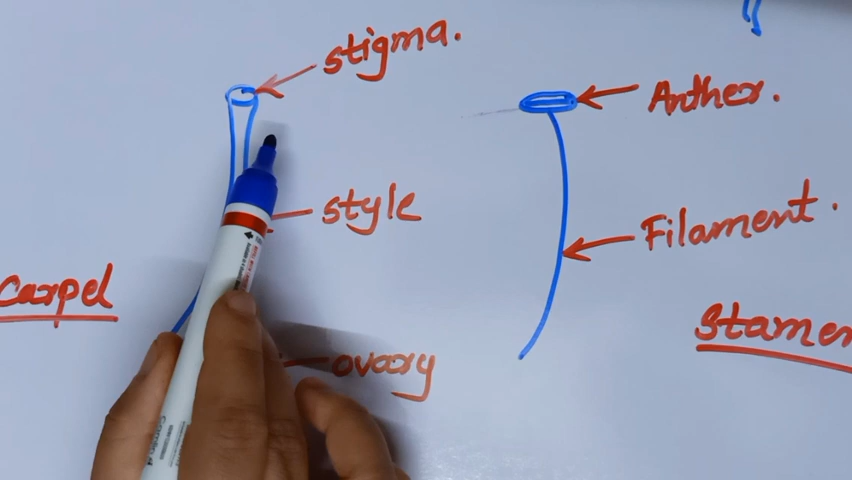 stigma.
Anther.
style
Filament.
Carpel
Stamen
ovary